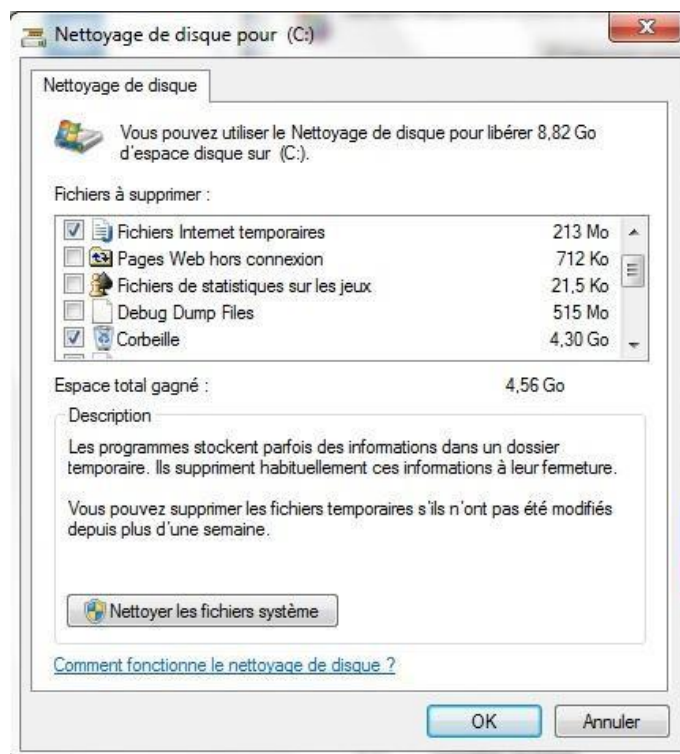 Nettoyage de disque pour (C:)
Nettoyage de disque
Vous pouvez utiliser le Nettoyage de disque pour libérer 8,82 Go
d'espace disque sur (C:).
Fichiers à supprimer :
Fichiers Internet temporaires 213 Mo
Pages Web hors connexion 712 Ko
Fichiers de statistiques sur les jeux 21,5 Ko
Debug Dump Files 515 Mo
Corbeille 4,30 Go
Espace total gagné : 4,56 Go
Description
Les programmes stockent parfois des informations dans un dossier
temporaire. Ils suppriment habituellement ces informations à leur fermeture.
Vous pouvez supprimer les fichiers temporaires s'ils n'ont pas été modifiés
depuis plus d'une semaine.
Nettoyer les fichiers système
Comment fonctionne le nettoyage de disque ?
OK Annuler